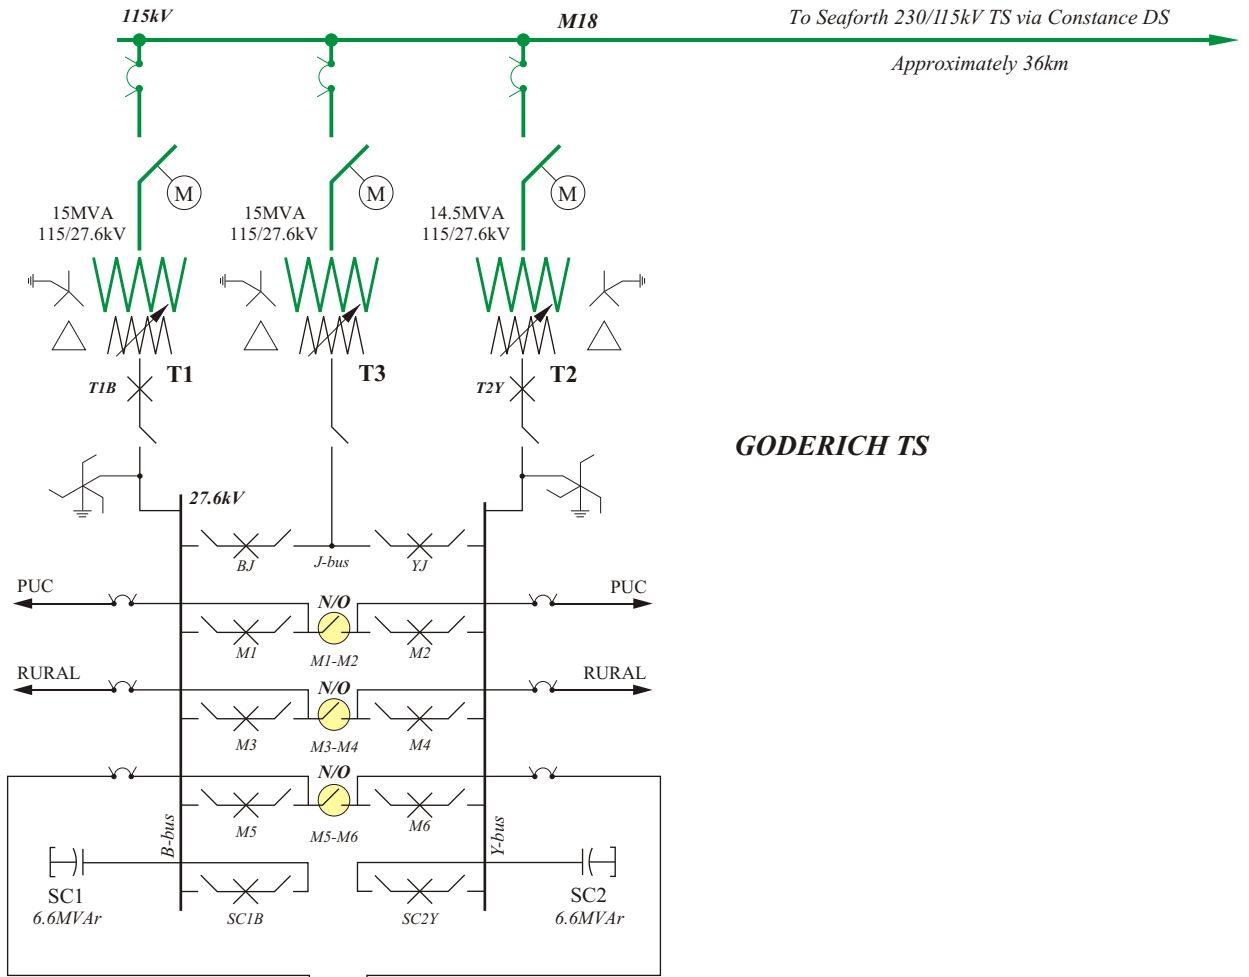 115kV
M18
To Seaforth 230/115kV TS via Constance DS
Approximately 36km
M
M
M
15MVA
115/27.6kV
15MVA
115/27.6kV
14.5MVA
115/27.6kV
T1
T3
T2
T1B
T2Y
GODERICH TS
27.6kV
BJ
J-bus
YJ
PUC
PUC
N/O
M1
M1-M2
M2
RURAL
RURAL
N/O
M3
M3-M4
M4
N/O
M5
M5-M6
M6
B-bus
Y-bus
SC1
6.6MVAr
SC1B
SC2Y
SC2
6.6MVAr